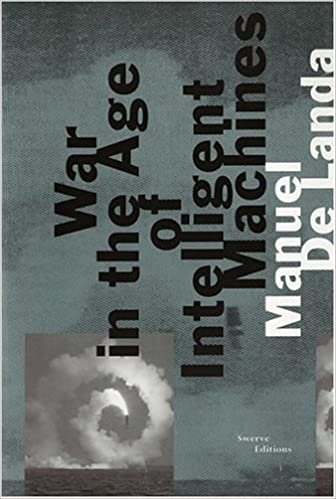 War
in the Age
of
Intelligent
Machines
Manuel
De Landa
Swerve
Editions